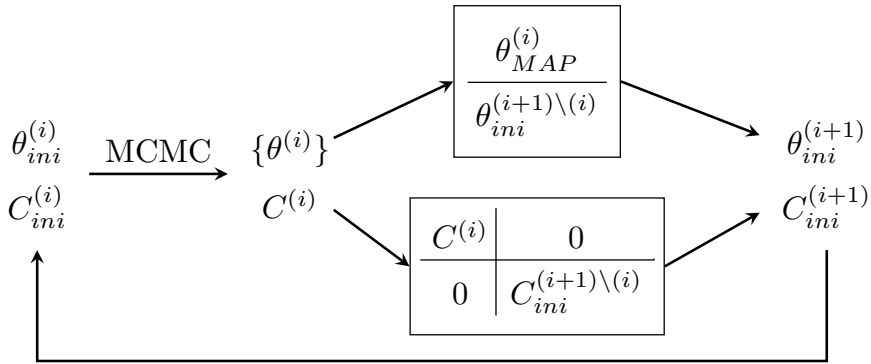 θ_{ini}^{(i)}
C_{ini}^{(i)}
MCMC
{θ^{(i)}}
C^{(i)}
θ_{MAP}^{(i)}
θ_{ini}^{(i+1)\(i)}
C^{(i)} 0
0 C_{ini}^{(i+1)\(i)}
θ_{ini}^{(i+1)}
C_{ini}^{(i+1)}